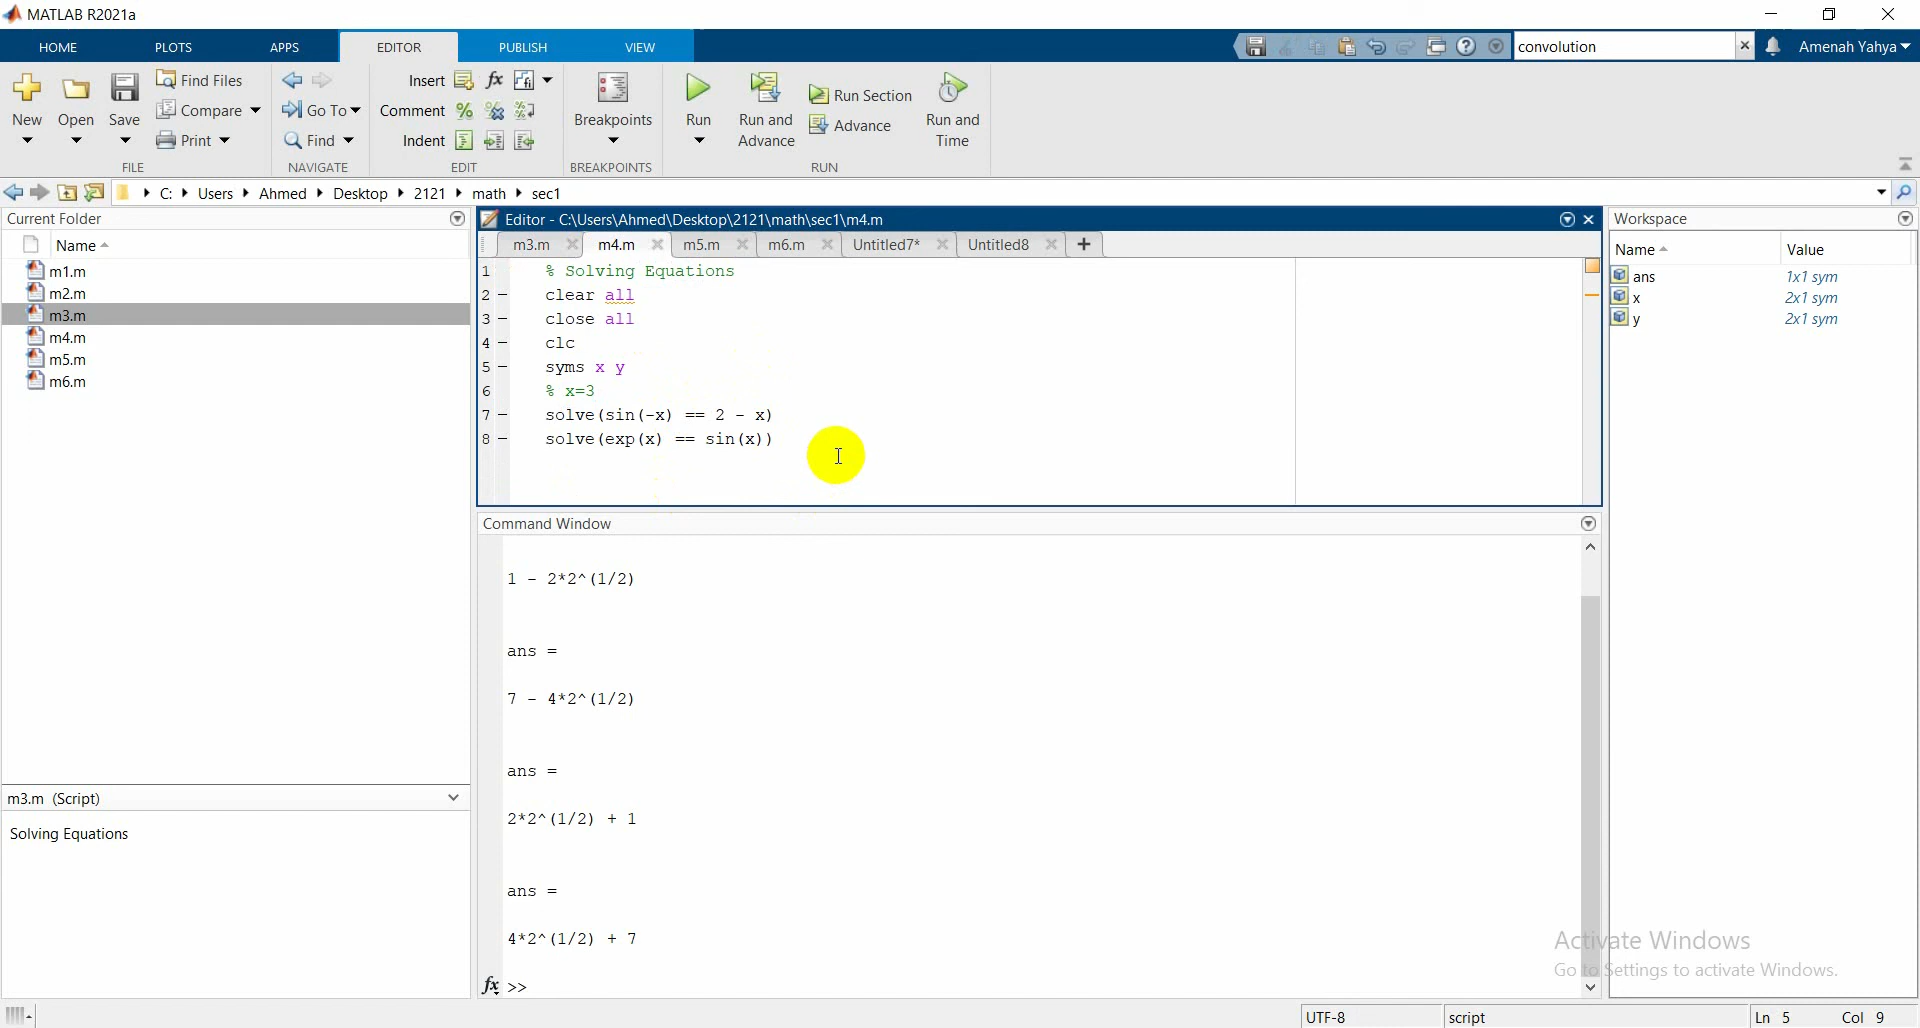 MATLAB R2021a
HOME PLOTS APPS EDITOR PUBLISH VIEW convolution Amenah Yahya
New Open Save Find Files Compare Print
FILE
Go To Find
NAVIGATE
Insert fx
Comment
Indent
EDIT
Breakpoints
BREAKPOINTS
Run Run and Advance Run Section Advance Run and Time
RUN
C: Users Ahmed Desktop 2121 math sec1
Current Folder
Name
m1.m
m2.m
m3.m
m4.m
m5.m
m6.m
m3.m (Script)
Solving Equations
Editor - C:\Users\Ahmed\Desktop\2121\math\sec1\m4.m
m3.m m4.m m5.m m6.m Untitled7* Untitled8 +
1 % Solving Equations
2 – clear all
3 – close all
4 – clc
5 – syms x y
6 % x=3
7 – solve(sin(-x) == 2 - x)
8 – solve(exp(x) == sin(x))
Command Window
1 - 2*2^(1/2)
ans =
7 - 4*2^(1/2)
ans =
2*2^(1/2) + 1
ans =
4*2^(1/2) + 7
fx >>
Workspace
Name Value
ans 1x1 sym
x 2x1 sym
y 2x1 sym
Activate Windows
Go to Settings to activate Windows.
UTF-8 script Ln 5 Col 9